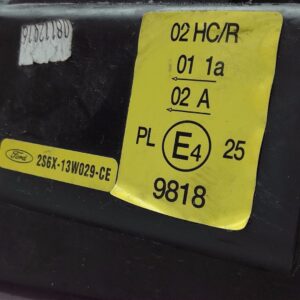 02 HC/R
01 1a
02 A
PL E4 25
9818
Ford 2S6X-13W029-CE